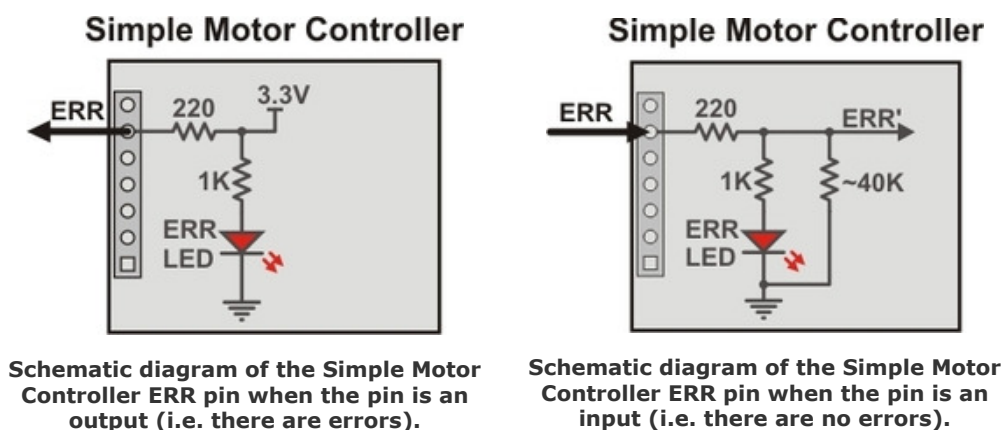 Simple Motor Controller
ERR
220
3.3V
1K
ERR
LED
Schematic diagram of the Simple Motor
Controller ERR pin when the pin is an
output (i.e. there are errors).
Simple Motor Controller
ERR
220
ERR'
1K
~40K
ERR
LED
Schematic diagram of the Simple Motor
Controller ERR pin when the pin is an
input (i.e. there are no errors).